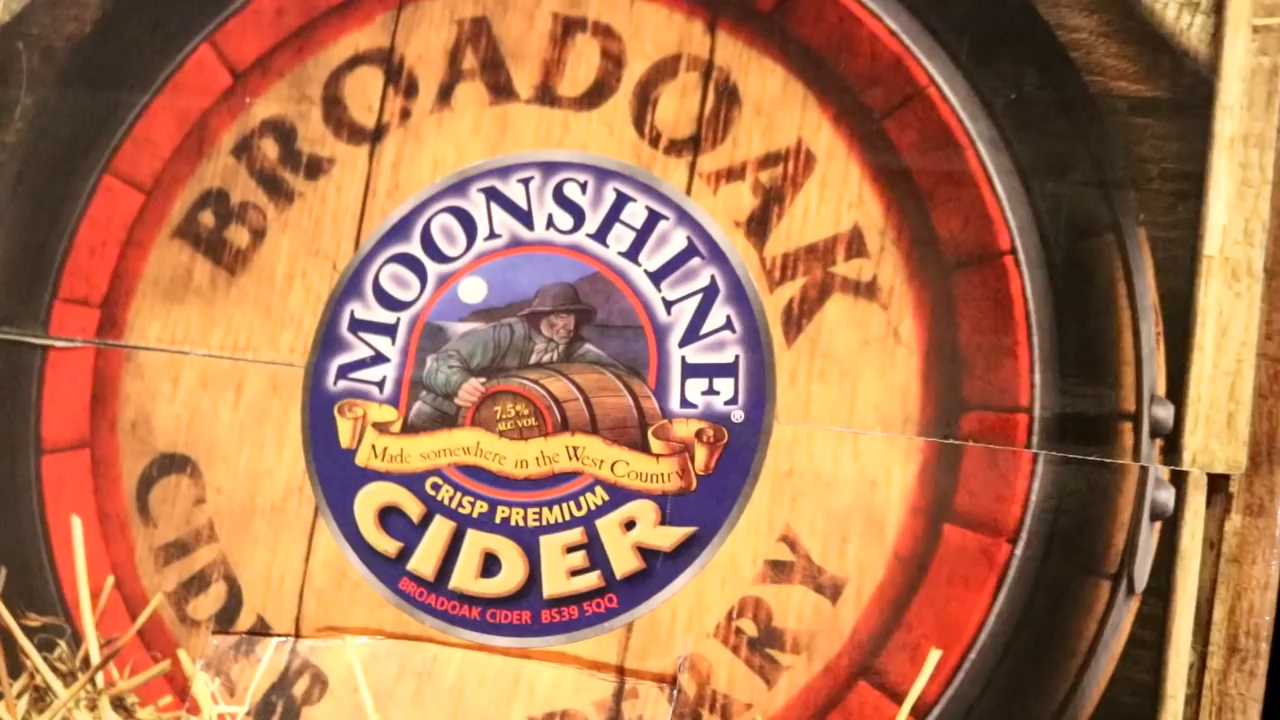 BROADOAK
MOONSHINE
®
7.5%
ALC VOL
Made somewhere in the West Country
CRISP PREMIUM
CIDER
BROADOAK CIDER BS39 5QQ
CIDER